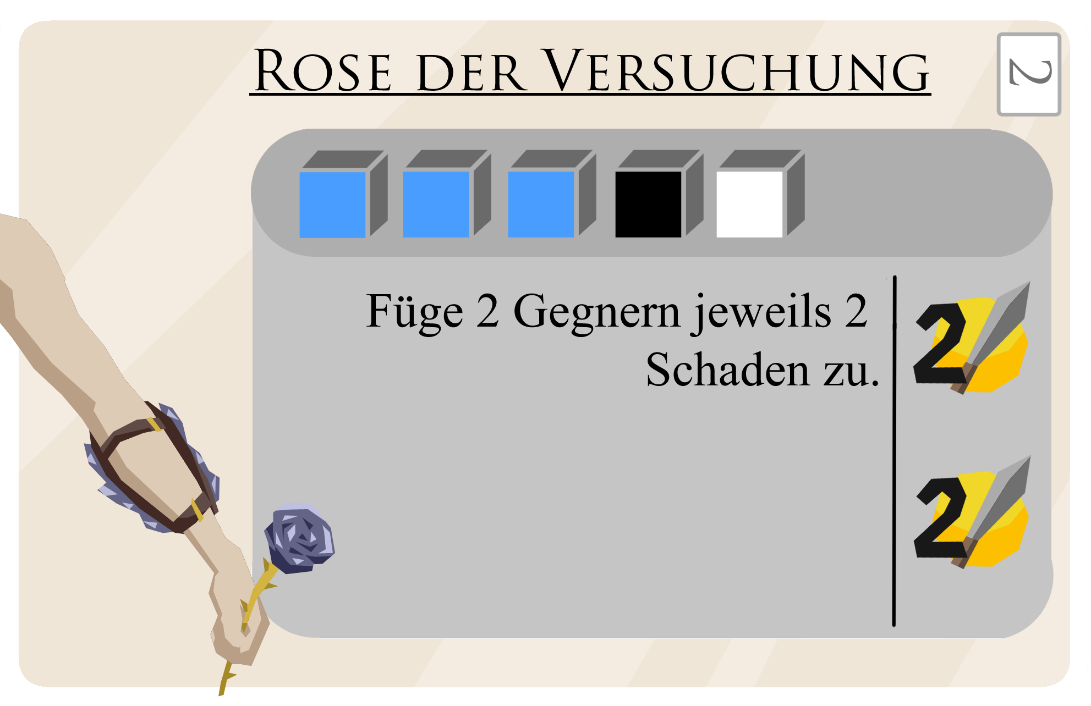 Rose der Versuchung
2
Füge 2 Gegnern jeweils 2
Schaden zu.
2
2